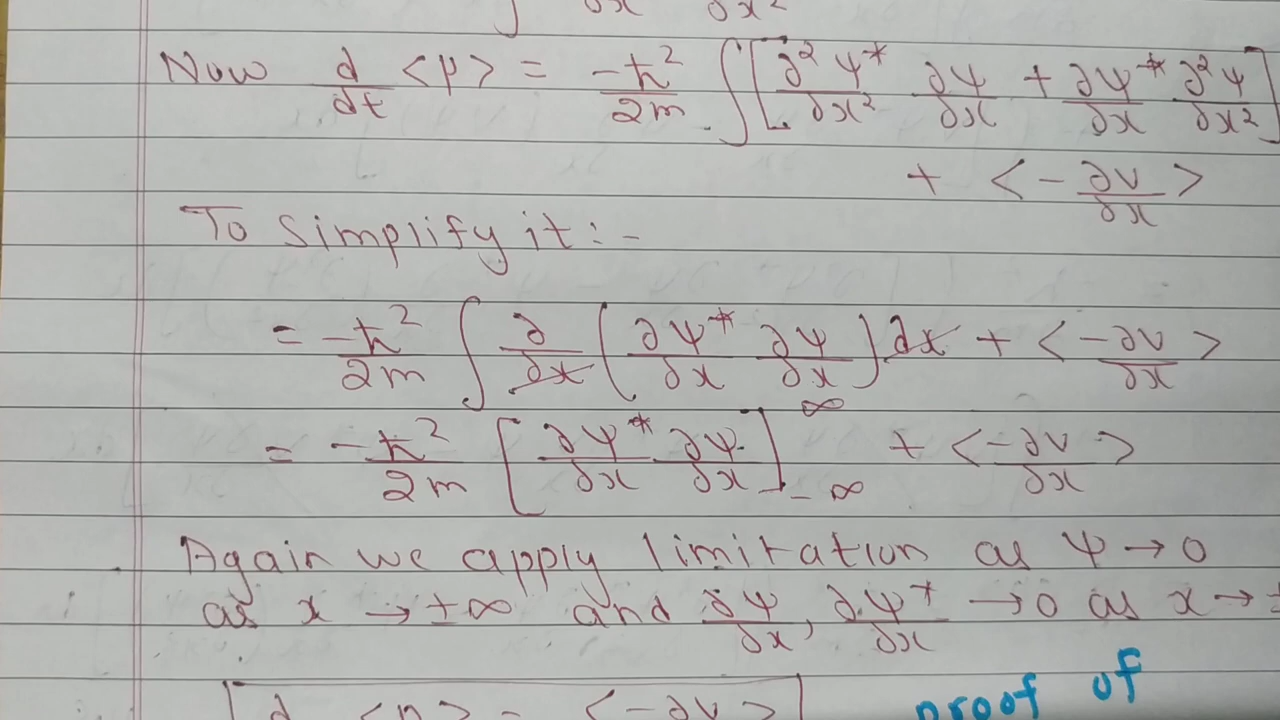 ∂x ∂x²
Now d/dt <p> = -ħ²/2m ∫[∂²ψ*/∂x² ∂ψ/∂x + ∂ψ*/∂x ∂²ψ/∂x²]
+ <-∂V/∂x>
To simplify it :-
= -ħ²/2m ∫ ∂/∂x (∂ψ*/∂x ∂ψ/∂x) dx + <-∂V/∂x>
= -ħ²/2m [∂ψ*/∂x ∂ψ/∂x]_-∞^∞ + <-∂V/∂x>
Again we apply limitation as ψ → 0
as x → ±∞ and ∂ψ/∂x, ∂ψ*/∂x → 0 as x → ±
d <p> = <-∂V> proof of